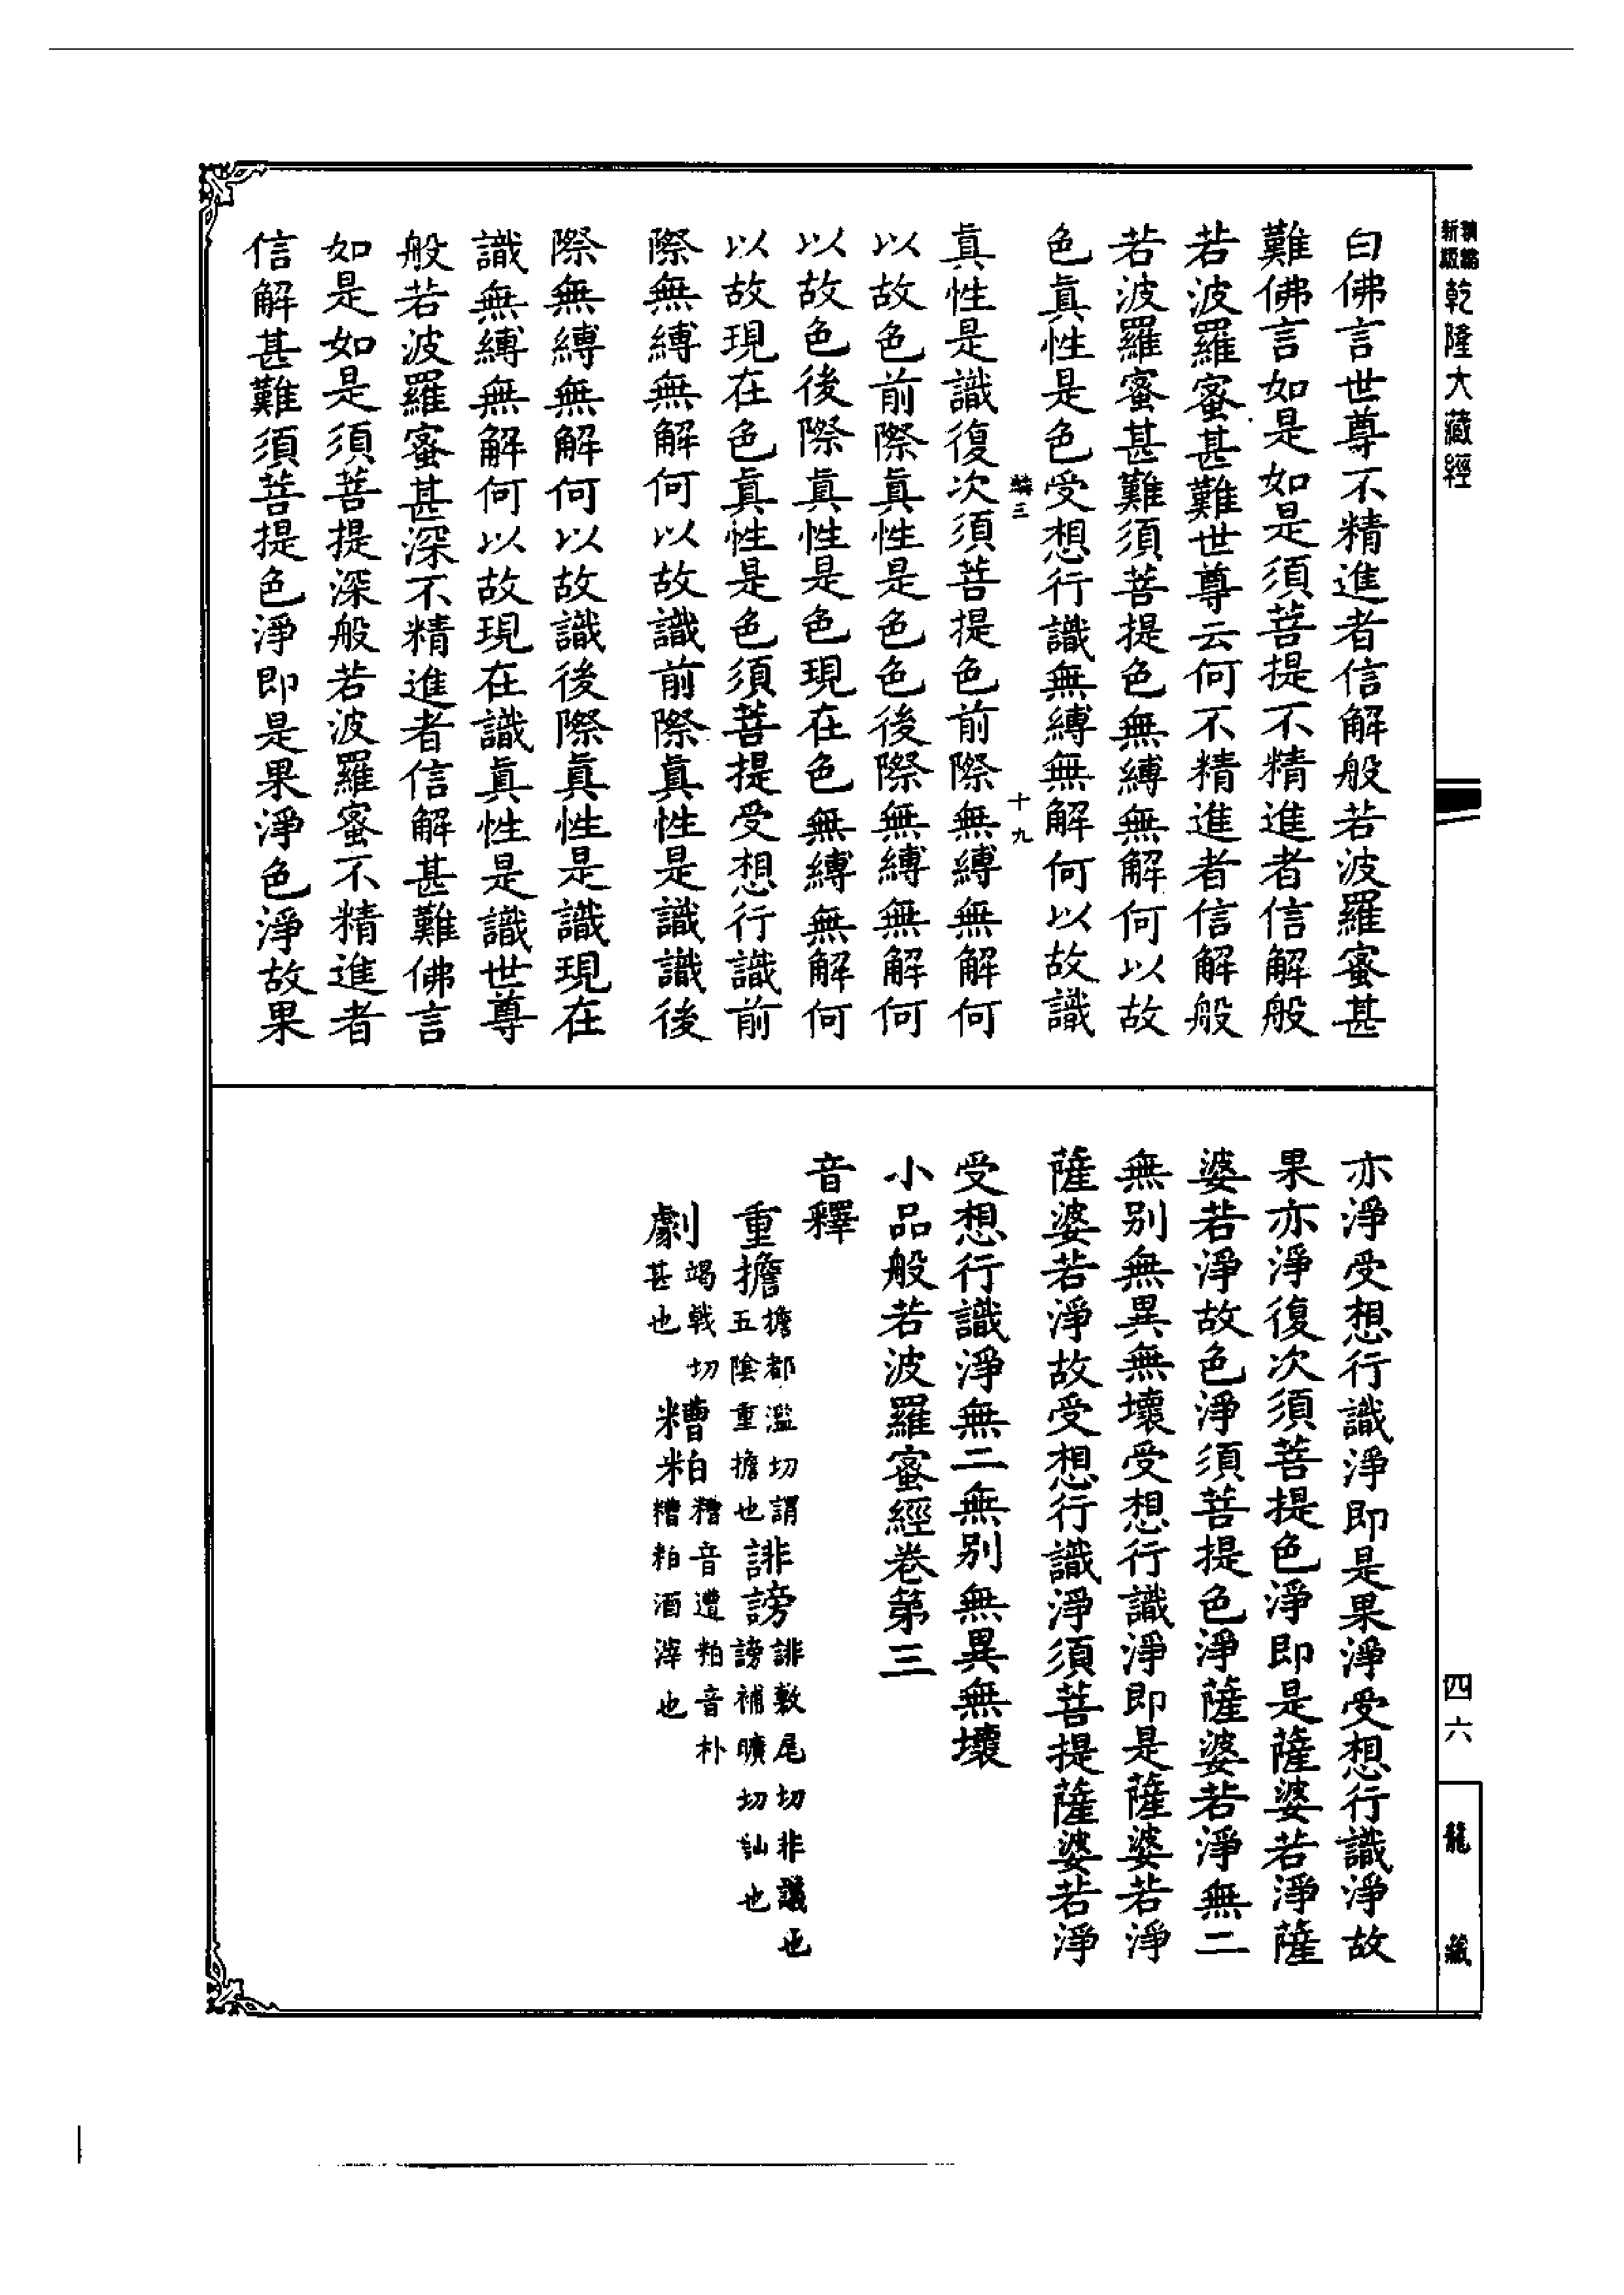 新版
乾隆大藏經
白佛言世尊不精進者信解般若波羅蜜甚
難佛言如是如是須菩提不精進者信解般
若波羅蜜甚難世尊云何不精進者信解般
若波羅蜜甚難須菩提色無縛無解何以故
色真性是色受想行識無縛無解何以故識
十九
真性是識復次須菩提色前際無縛無解何
以故色前際真性是色色後際無縛無解何
以故色後際真性是色現在色無縛無解何
以故現在色真性是色須菩提受想行識前
際無縛無解何以故識前際真性是識識後
際無縛無解何以故識後際真性是識現在
識無縛無解何以故現在識真性是識世尊
般若波羅蜜甚深不精進者信解甚難佛言
如是如是須菩提深般若波羅蜜不精進者
信解甚難須菩提色淨即是果淨色淨故果
亦淨受想行識淨即是果淨受想行識淨故
果亦淨復次須菩提色淨即是薩婆若淨薩
婆若淨故色淨須菩提色淨薩婆若淨無二
無別無異無壞受想行識淨即是薩婆若淨
薩婆若淨故受想行識淨須菩提薩婆若淨
受想行識淨無二無別無異無壞
小品般若波羅蜜經卷第三
音釋
重擔擔都濫切謂五陰重擔也誹謗誹敷尾切非議也謗補曠切訕也
劇竭戟切甚也糟粕糟音遭粕音朴糟粕酒滓也
四六
龍藏